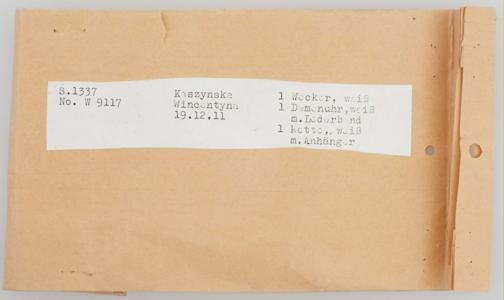 S.1337
No. W 9117
Kaszynska
Wincentyna
19.12.11
1 Wecker, weiß
1 Damenuhr,weiß
m.Lederband
1 Kette, weiß
m.Anhänger